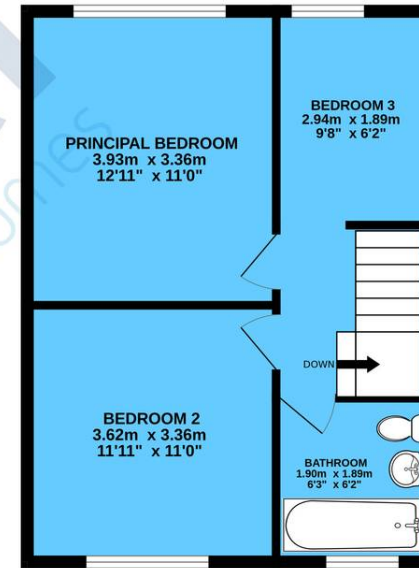 PRINCIPAL BEDROOM
3.93m x 3.36m
12'11" x 11'0"
BEDROOM 3
2.94m x 1.89m
9'8" x 6'2"
DOWN
BEDROOM 2
3.62m x 3.36m
11'11" x 11'0"
BATHROOM
1.90m x 1.89m
6'3" x 6'2"
omes